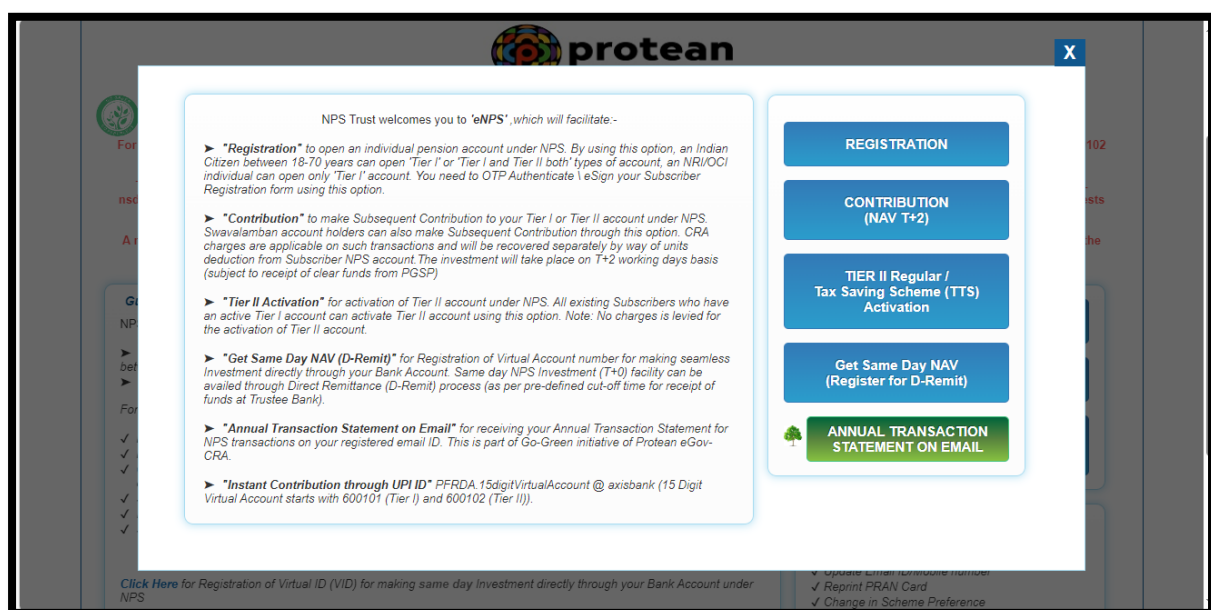 protean
X
For
102
nsd
ests
A r
the
NPS Trust welcomes you to 'eNPS' ,which will facilitate:-
➤ "Registration" to open an individual pension account under NPS. By using this option, an Indian
Citizen between 18-70 years can open 'Tier I' or 'Tier I and Tier II both' types of account, an NRI/OCI
individual can open only 'Tier I' account. You need to OTP Authenticate \ eSign your Subscriber
Registration form using this option.
➤ "Contribution" to make Subsequent Contribution to your Tier I or Tier II account under NPS.
Swavalamban account holders can also make Subsequent Contribution through this option. CRA
charges are applicable on such transactions and will be recovered separately by way of units
deduction from Subscriber NPS account.The investment will take place on T+2 working days basis
(subject to receipt of clear funds from PGSP)
➤ "Tier II Activation" for activation of Tier II account under NPS. All existing Subscribers who have
an active Tier I account can activate Tier II account using this option. Note: No charges is levied for
the activation of Tier II account.
➤ "Get Same Day NAV (D-Remit)" for Registration of Virtual Account number for making seamless
Investment directly through your Bank Account. Same day NPS Investment (T+0) facility can be
availed through Direct Remittance (D-Remit) process (as per pre-defined cut-off time for receipt of
funds at Trustee Bank).
➤ "Annual Transaction Statement on Email" for receiving your Annual Transaction Statement for
NPS transactions on your registered email ID. This is part of Go-Green initiative of Protean eGov-
CRA.
➤ "Instant Contribution through UPI ID" PFRDA.15digitVirtualAccount @ axisbank (15 Digit
Virtual Account starts with 600101 (Tier I) and 600102 (Tier II)).
REGISTRATION
CONTRIBUTION
(NAV T+2)
TIER II Regular /
Tax Saving Scheme (TTS)
Activation
Get Same Day NAV
(Register for D-Remit)
ANNUAL TRANSACTION
STATEMENT ON EMAIL
NP
bet
For
Click Here for Registration of Virtual ID (VID) for making same day Investment directly through your Bank Account under
NPS
✓ Update Email ID/Mobile number
✓ Reprint PRAN Card
✓ Change in Scheme Preference